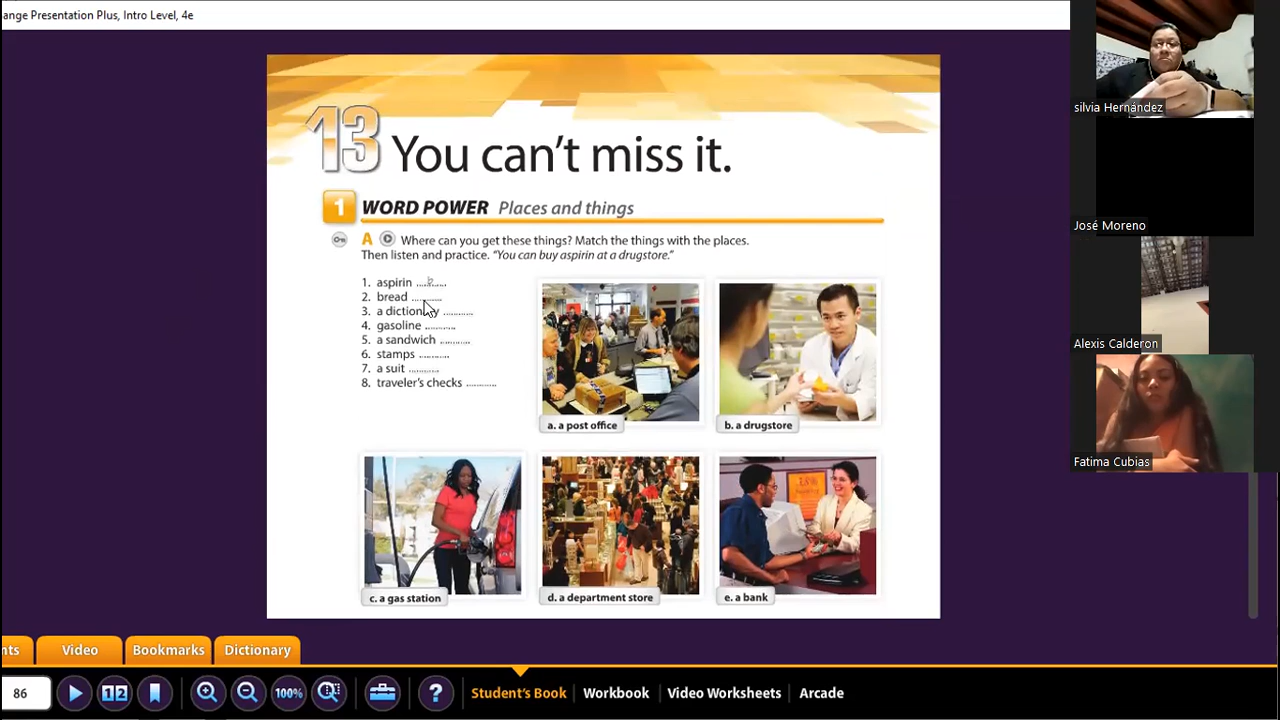 ange Presentation Plus, Intro Level, 4e
13 You can't miss it.
1 WORD POWER Places and things
A Where can you get these things? Match the things with the places.
Then listen and practice. "You can buy aspirin at a drugstore."
1. aspirin ....b....
2. bread ..........
3. a dictionary ..........
4. gasoline ..........
5. a sandwich ..........
6. stamps ..........
7. a suit ..........
8. traveler's checks ..........
a. a post office
b. a drugstore
c. a gas station
d. a department store
e. a bank
silvia Hernández
José Moreno
Alexis Calderon
Fatima Cubias
nts Video Bookmarks Dictionary
86 1 2 100% ? Student's Book Workbook Video Worksheets Arcade